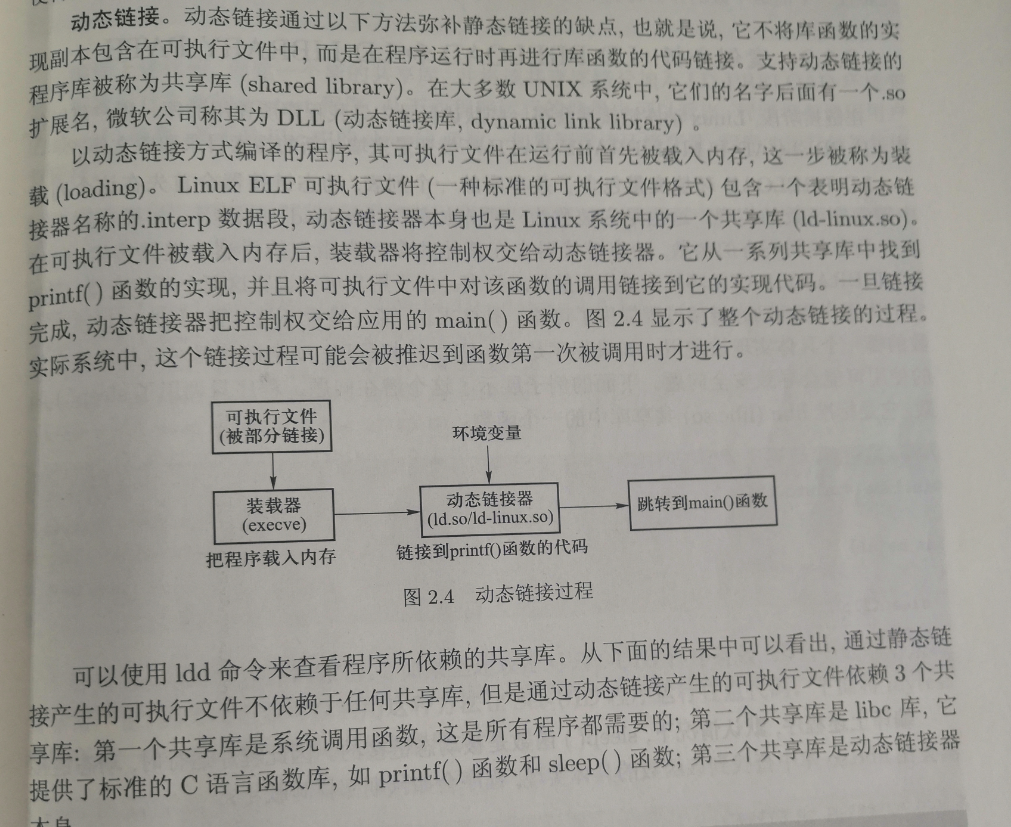 动态链接。动态链接通过以下方法弥补静态链接的缺点, 也就是说, 它不将库函数的实
现副本包含在可执行文件中, 而是在程序运行时再进行库函数的代码链接。支持动态链接的
程序库被称为共享库 (shared library)。在大多数 UNIX 系统中, 它们的名字后面有一个.so
扩展名, 微软公司称其为 DLL (动态链接库, dynamic link library) 。
以动态链接方式编译的程序, 其可执行文件在运行前首先被载入内存, 这一步被称为装
载 (loading)。 Linux ELF 可执行文件 (一种标准的可执行文件格式) 包含一个表明动态链
接器名称的.interp 数据段, 动态链接器本身也是 Linux 系统中的一个共享库 (ld-linux.so)。
在可执行文件被载入内存后, 装载器将控制权交给动态链接器。它从一系列共享库中找到
printf( ) 函数的实现, 并且将可执行文件中对该函数的调用链接到它的实现代码。一旦链接
完成, 动态链接器把控制权交给应用的 main( ) 函数。图 2.4 显示了整个动态链接的过程。
实际系统中, 这个链接过程可能会被推迟到函数第一次被调用时才进行。
可执行文件
(被部分链接)
环境变量
装载器
(execve)
动态链接器
(ld.so/ld-linux.so)
跳转到main()函数
把程序载入内存
链接到printf()函数的代码
图 2.4 动态链接过程
可以使用 ldd 命令来查看程序所依赖的共享库。从下面的结果中可以看出, 通过静态链
接产生的可执行文件不依赖于任何共享库, 但是通过动态链接产生的可执行文件依赖 3 个共
享库: 第一个共享库是系统调用函数, 这是所有程序都需要的; 第二个共享库是 libc 库, 它
提供了标准的 C 语言函数库, 如 printf( ) 函数和 sleep( ) 函数; 第三个共享库是动态链接器